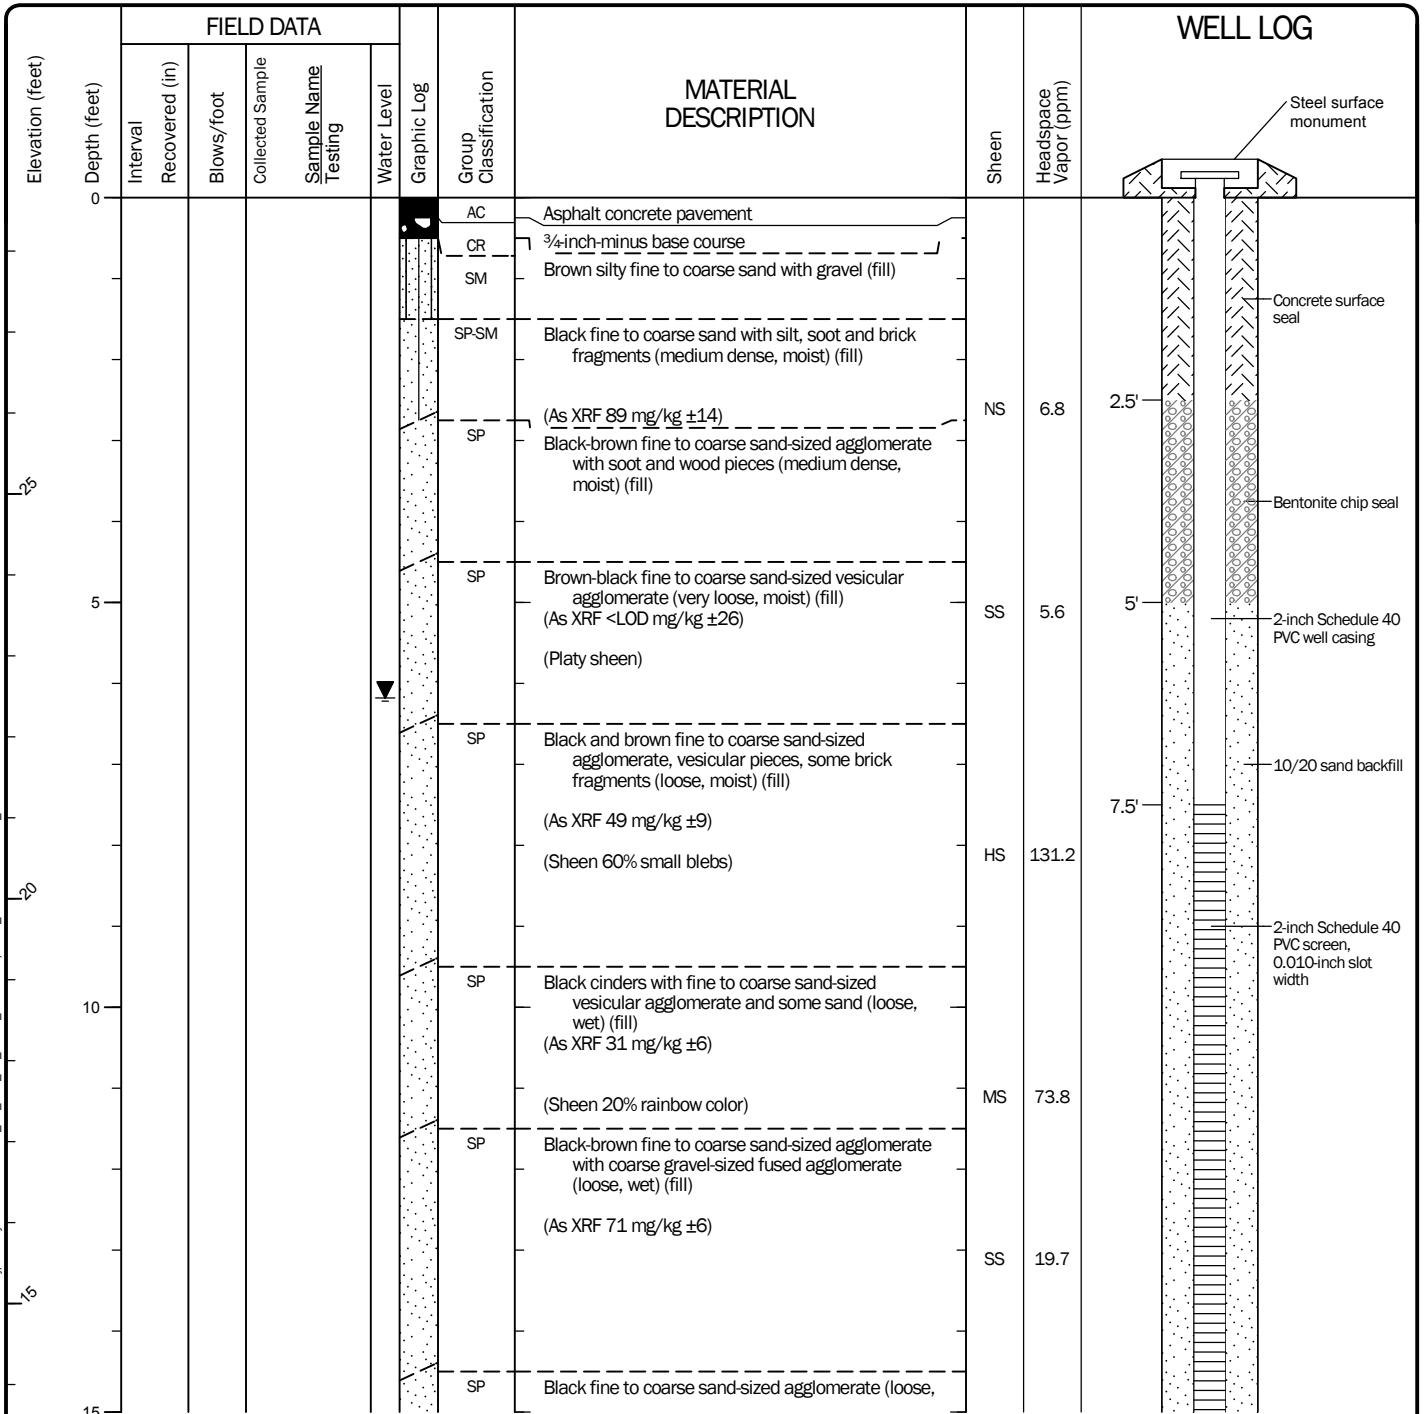 FIELD DATA
WELL LOG
Elevation (feet)
Depth (feet)
Interval
Recovered (in)
Blows/foot
Collected Sample
Sample Name
Testing
Water Level
Graphic Log
Group
Classification
MATERIAL
DESCRIPTION
Sheen
Headspace
Vapor (ppm)
Steel surface
monument
0
AC
Asphalt concrete pavement
CR
¾-inch-minus base course
SM
Brown silty fine to coarse sand with gravel (fill)
Concrete surface
seal
SP-SM
Black fine to coarse sand with silt, soot and brick
fragments (medium dense, moist) (fill)
2.5'
(As XRF 89 mg/kg ±14)
NS
6.8
SP
Black-brown fine to coarse sand-sized agglomerate
with soot and wood pieces (medium dense,
moist) (fill)
25
Bentonite chip seal
SP
Brown-black fine to coarse sand-sized vesicular
agglomerate (very loose, moist) (fill)
5
(As XRF <LOD mg/kg ±26)
SS
5.6
5'
2-inch Schedule 40
PVC well casing
(Platy sheen)
SP
Black and brown fine to coarse sand-sized
agglomerate, vesicular pieces, some brick
fragments (loose, moist) (fill)
10/20 sand backfill
7.5'
(As XRF 49 mg/kg ±9)
(Sheen 60% small blebs)
HS
131.2
20
2-inch Schedule 40
PVC screen,
0.010-inch slot
width
SP
Black cinders with fine to coarse sand-sized
vesicular agglomerate and some sand (loose,
wet) (fill)
10
(As XRF 31 mg/kg ±6)
(Sheen 20% rainbow color)
MS
73.8
SP
Black-brown fine to coarse sand-sized agglomerate
with coarse gravel-sized fused agglomerate
(loose, wet) (fill)
(As XRF 71 mg/kg ±6)
SS
19.7
15
SP
Black fine to coarse sand-sized agglomerate (loose,
15